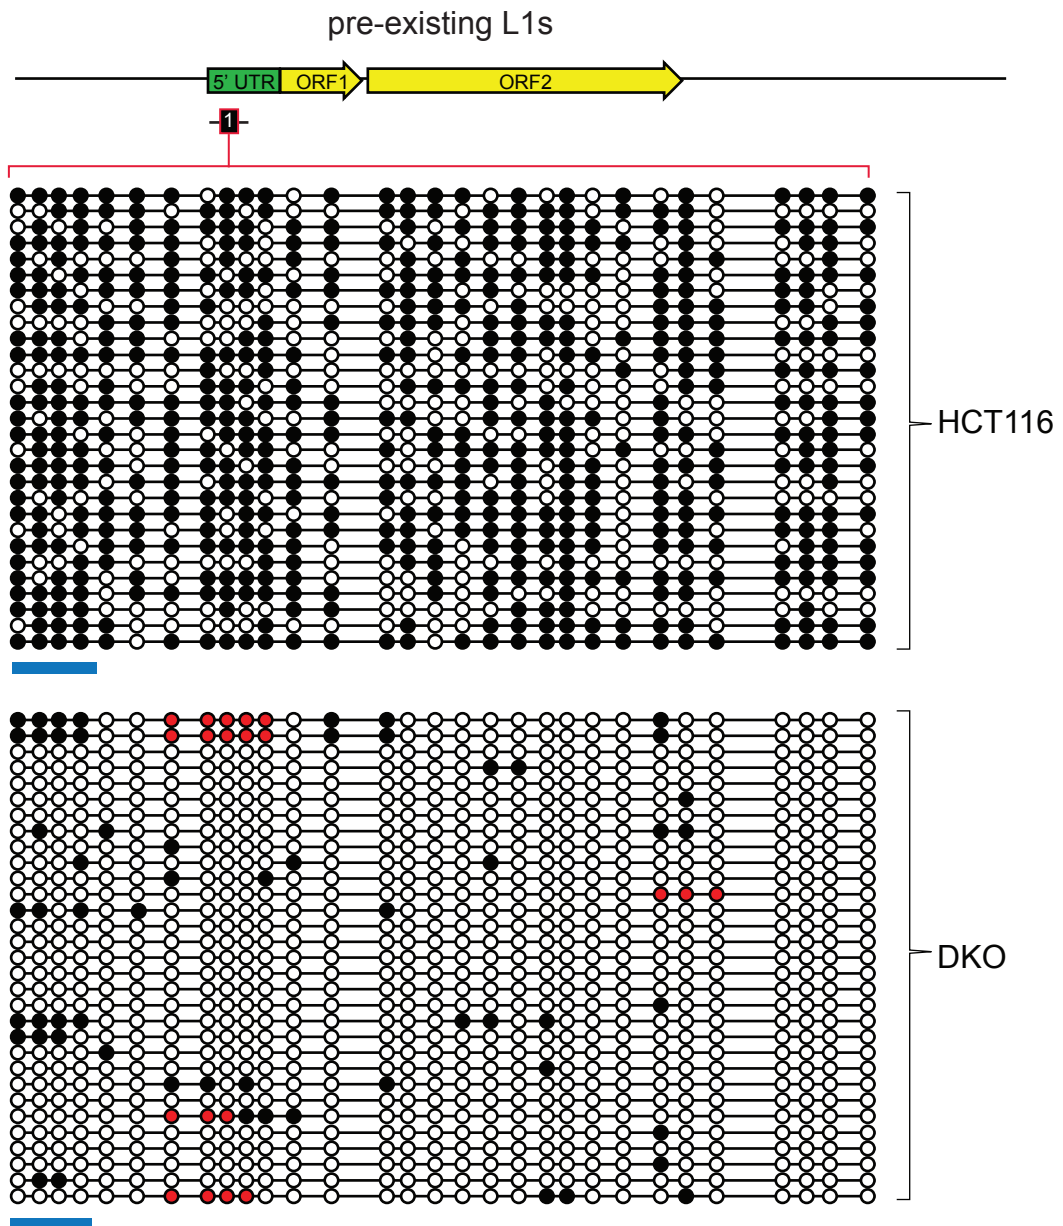 pre-existing L1s
5' UTR ORF1 ORF2
1
HCT116
DKO